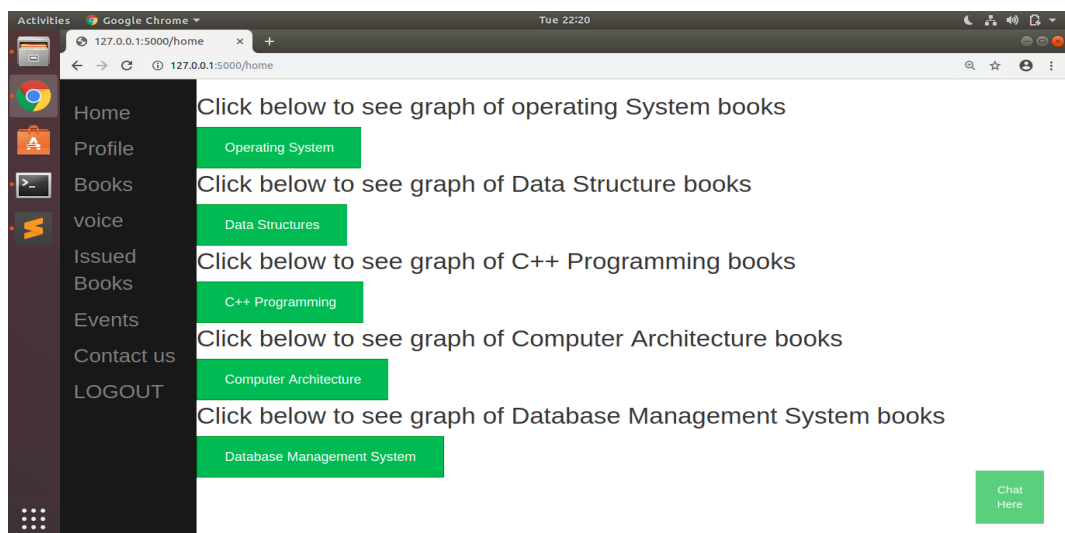 Activities Google Chrome Tue 22:20
127.0.0.1:5000/home × +
127.0.0.1:5000/home
Home
Profile
Books
voice
Issued
Books
Events
Contact us
LOGOUT
Click below to see graph of operating System books
Operating System
Click below to see graph of Data Structure books
Data Structures
Click below to see graph of C++ Programming books
C++ Programming
Click below to see graph of Computer Architecture books
Computer Architecture
Click below to see graph of Database Management System books
Database Management System
Chat
Here